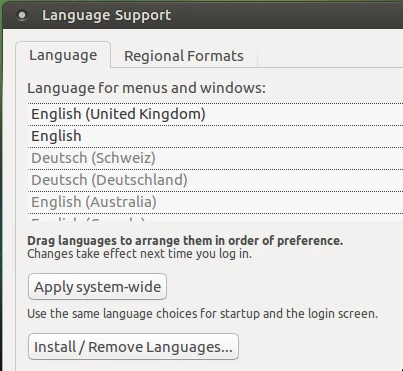 Language Support
Language
Regional Formats
Language for menus and windows:
English (United Kingdom)
English
Deutsch (Schweiz)
Deutsch (Deutschland)
English (Australia)
Drag languages to arrange them in order of preference.
Changes take effect next time you log in.
Apply system-wide
Use the same language choices for startup and the login screen.
Install / Remove Languages...